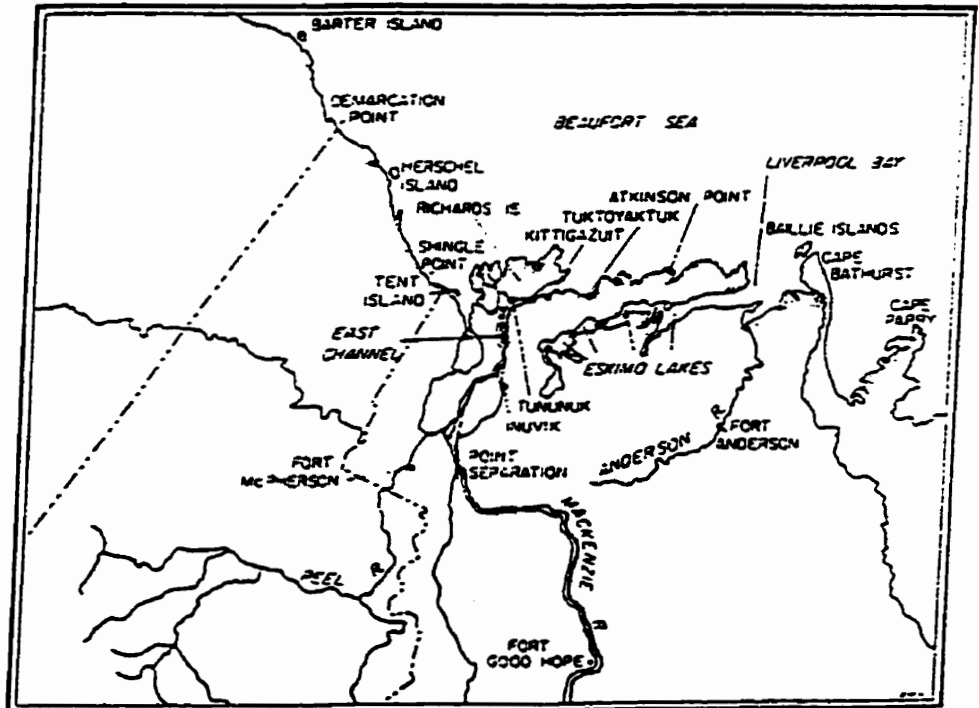 BARTER ISLAND
DEMARCATION
POINT
BEAUFORT SEA
LIVERPOOL BAY
HERSCHEL
ISLAND
ATKINSON POINT
RICHARDS IS
TUKTOYAKTUK
KITTIGAZUIT
BAILLIE ISLANDS
SHINGLE
POINT
CAPE
BATHURST
TENT
ISLAND
CAPE
PARRY
EAST
CHANNEL
ESKIMO LAKES
TUNUNUK
INUVIK
ANDERSON R
FORT
ANDERSON
POINT
SEPARATION
FORT
McPHERSON
MACKENZIE R
PEEL R
FORT
GOOD HOPE